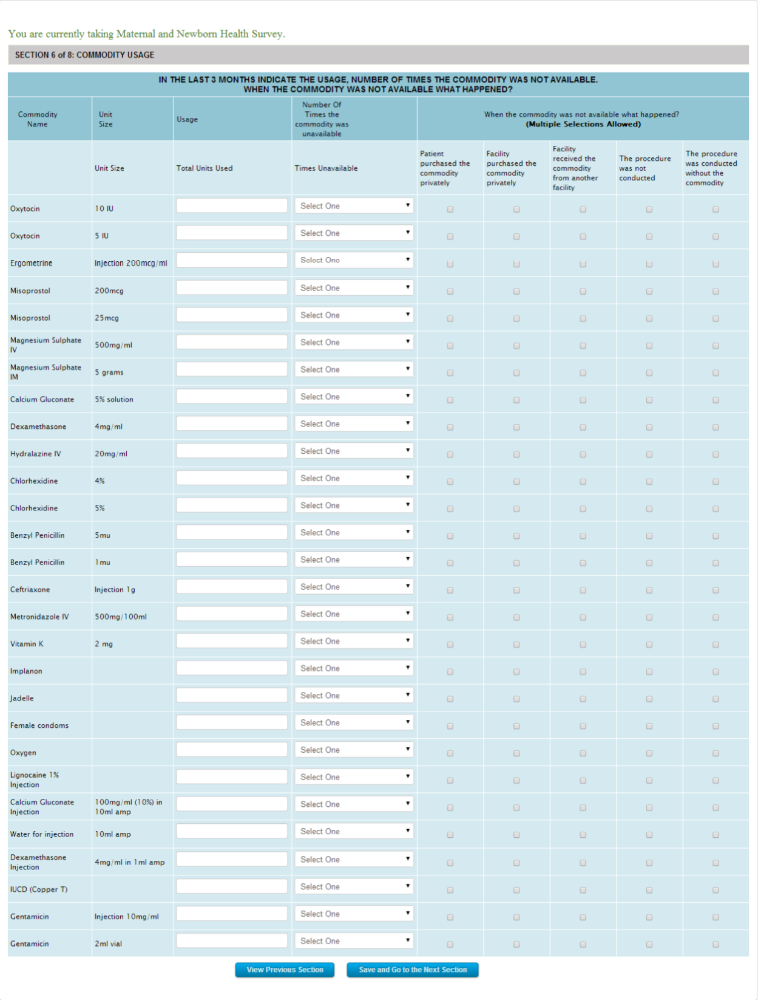 You are currently taking Maternal and Newborn Health Survey.
SECTION 6 of 8: COMMODITY USAGE
IN THE LAST 3 MONTHS INDICATE THE USAGE, NUMBER OF TIMES THE COMMODITY WAS NOT AVAILABLE.
WHEN THE COMMODITY WAS NOT AVAILABLE WHAT HAPPENED?
Commodity
Name
Unit
Size
Usage
Number Of
Times the
commodity was
unavailable
When the commodity was not available what happened?
(Multiple Selections Allowed)
Unit Size
Total Units Used
Times Unavailable
Patient
purchased the
commodity
privately
Facility
purchased the
commodity
privately
Facility
received the
commodity
from another
facility
The procedure
was not
conducted
The procedure
was conducted
without the
commodity
Oxytocin 10 IU Select One
Oxytocin 5 IU Select One
Ergometrine Injection 200mcg/ml Select One
Misoprostol 200mcg Select One
Misoprostol 25mcg Select One
Magnesium Sulphate
IV
500mg/ml Select One
Magnesium Sulphate
IM
5 grams Select One
Calcium Gluconate 5% solution Select One
Dexamethasone 4mg/ml Select One
Hydralazine IV 20mg/ml Select One
Chlorhexidine 4% Select One
Chlorhexidine 5% Select One
Benzyl Penicillin 5mu Select One
Benzyl Penicillin 1mu Select One
Ceftriaxone Injection 1g Select One
Metronidazole IV 500mg/100ml Select One
Vitamin K 2 mg Select One
Implanon Select One
Jadelle Select One
Female condoms Select One
Oxygen Select One
Lignocaine 1%
Injection
Select One
Calcium Gluconate
Injection
100mg/ml (10%) in
10ml amp
Select One
Water for injection 10ml amp Select One
Dexamethasone
Injection
4mg/ml in 1ml amp Select One
IUCD (Copper T) Select One
Gentamicin Injection 10mg/ml Select One
Gentamicin 2ml vial Select One
View Previous Section Save and Go to the Next Section